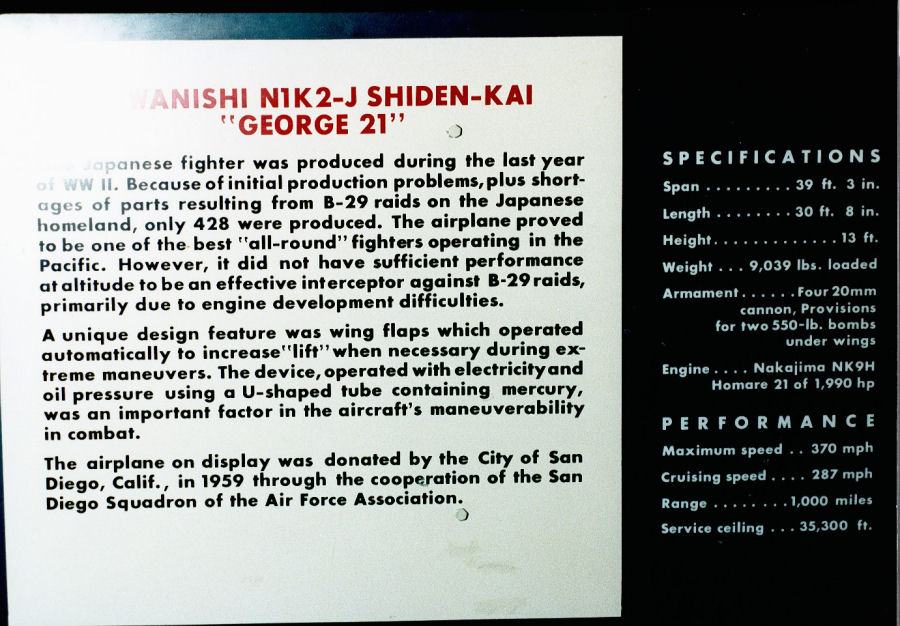 WANISHI N1K2-J SHIDEN-KAI
"GEORGE 21"
Japanese fighter was produced during the last year
of WW II. Because of initial production problems, plus short-
ages of parts resulting from B-29 raids on the Japanese
homeland, only 428 were produced. The airplane proved
to be one of the best "all-round" fighters operating in the
Pacific. However, it did not have sufficient performance
at altitude to be an effective interceptor against B-29 raids,
primarily due to engine development difficulties.
A unique design feature was wing flaps which operated
automatically to increase "lift" when necessary during ex-
treme maneuvers. The device, operated with electricity and
oil pressure using a U-shaped tube containing mercury,
was an important factor in the aircraft's maneuverability
in combat.
The airplane on display was donated by the City of San
Diego, Calif., in 1959 through the cooperation of the San
Diego Squadron of the Air Force Association.
SPECIFICATIONS
Span . . . . . . . . . 39 ft. 3 in.
Length . . . . . . . . 30 ft. 8 in.
Height . . . . . . . . . . . . . 13 ft.
Weight . . . 9,039 lbs. loaded
Armament . . . . . . Four 20mm
cannon, Provisions
for two 550-lb. bombs
under wings
Engine . . . . Nakajima NK9H
Homare 21 of 1,990 hp
PERFORMANCE
Maximum speed . . 370 mph
Cruising speed . . . . 287 mph
Range . . . . . . . . 1,000 miles
Service ceiling . . . 35,300 ft.